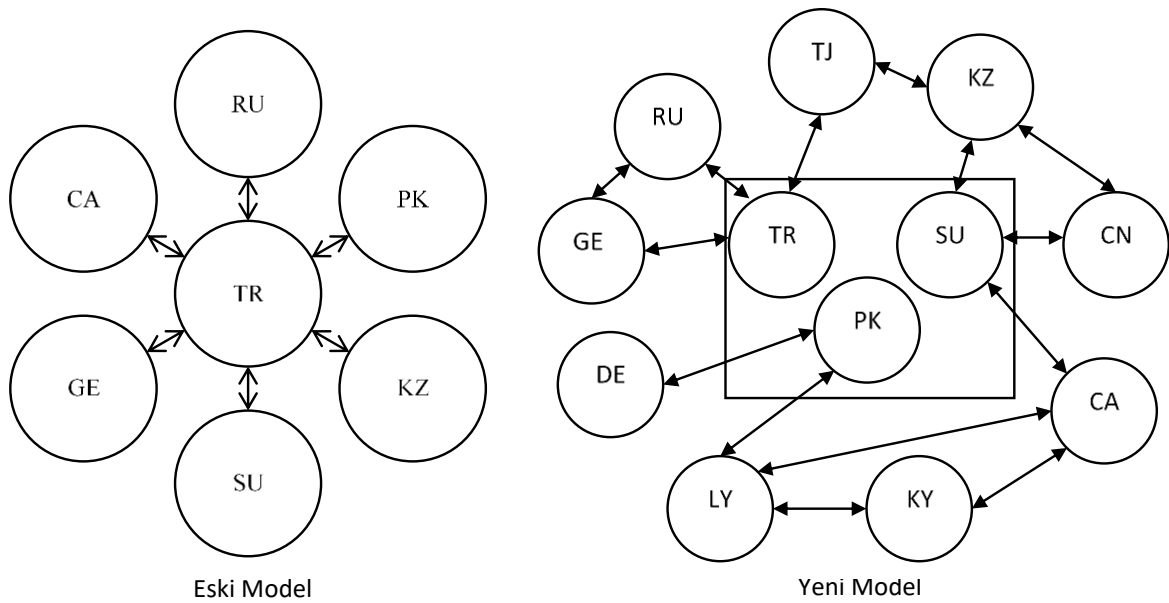 RU
CA
PK
TR
GE
KZ
SU
Eski Model
TJ
KZ
RU
GE
TR
SU
CN
PK
DE
CA
LY
KY
Yeni Model